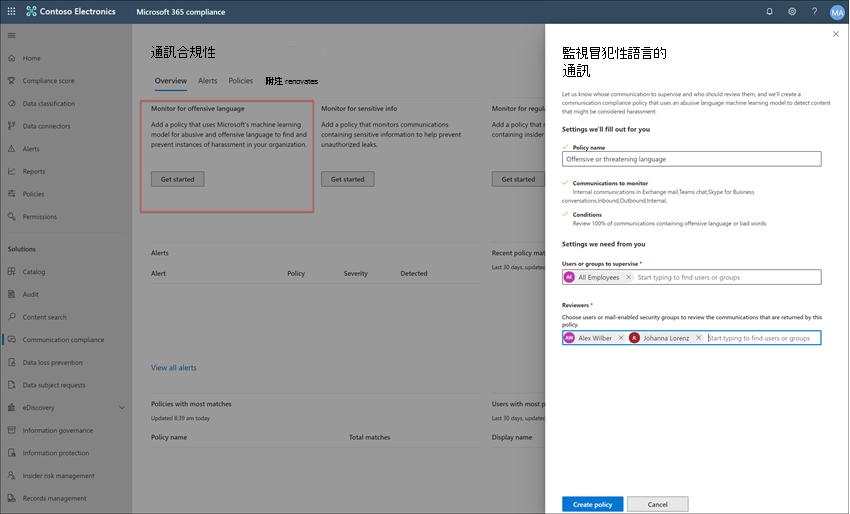 Contoso Electronics
Microsoft 365 compliance
?
MA
Home
Compliance score
Data classification
Data connectors
Alerts
Reports
Policies
Permissions
Solutions
Catalog
Audit
Content search
Communication compliance
Data loss prevention
Data subject requests
eDiscovery
Information governance
Information protection
Insider risk management
Records management
通訊合規性
Overview
Alerts
Policies
附注 renovates
Monitor for offensive language
Add a policy that uses Microsoft's machine learning
model for abusive and offensive language to find and
prevent instances of harassment in your organization.
Get started
Monitor for sensitive info
Add a policy that monitors communications
containing sensitive information to help prevent
unauthorized leaks.
Get started
Monitor for regu
Add a policy that
containing insider
Get started
Alerts
Alert
Policy
Severity
Detected
View all alerts
Recent policy mat
Last 30 days, updated
Policies with most matches
Updated 8:39 am today
Policy name
Total matches
Users with most p
Last 30 days, updated
Display name
監視冒犯性語言的
通訊
Let us know whose communication to supervise and who should review them, and we'll create a
communication compliance policy that uses an abusive language machine learning model to detect content
that might be considered harassment.
Settings we'll fill out for you
Policy name
Offensive or threatening language
Communications to monitor
Internal communications in Exchange mail,Teams chat,Skype for Business
conversations,Inbound,Outbound,Internal,
Conditions
Review 100% of communications containing offensive language or bad words.
Settings we need from you
Users or groups to supervise *
AE All Employees Start typing to find users or groups
Reviewers *
Choose users or mail-enabled security groups to review the communications that are returned by this
policy.
AW Alex Wilber Johanna Lorenz Start typing to find users or groups
Create policy
Cancel